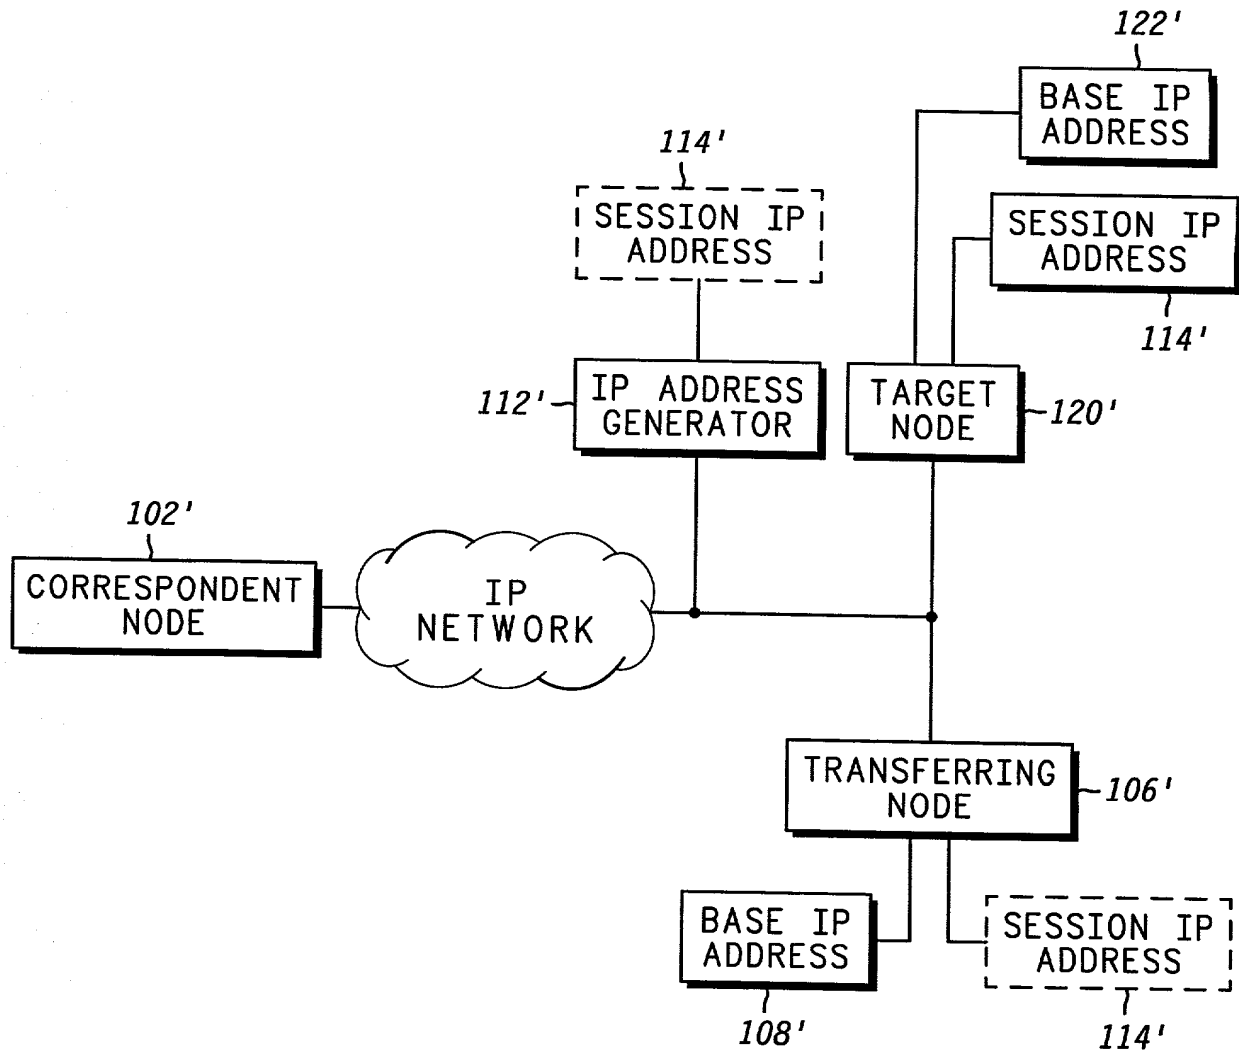 122'
BASE IP
ADDRESS
114'
SESSION IP
ADDRESS
SESSION IP
ADDRESS
114'
112'
IP ADDRESS
GENERATOR
TARGET
NODE
120'
102'
CORRESPONDENT
NODE
IP
NETWORK
TRANSFERRING
NODE
106'
BASE IP
ADDRESS
108'
SESSION IP
ADDRESS
114'